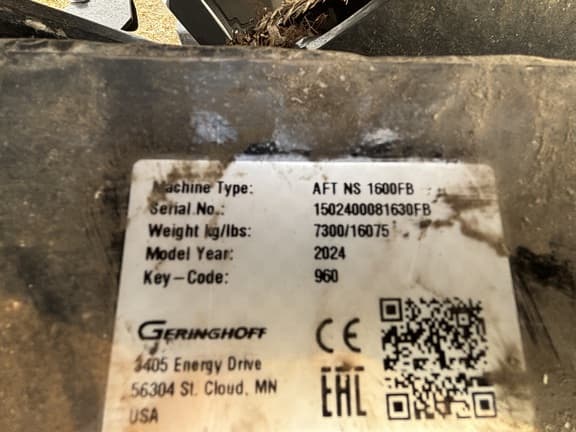 Machine Type: AFT NS 1600FB
Serial No.: 1502400081630FB
Weight kg/lbs: 7300/16075
Model Year: 2024
Key-Code: 960
GERINGHOFF
CE
3405 Energy Drive
56304 St. Cloud, MN
EAC
USA